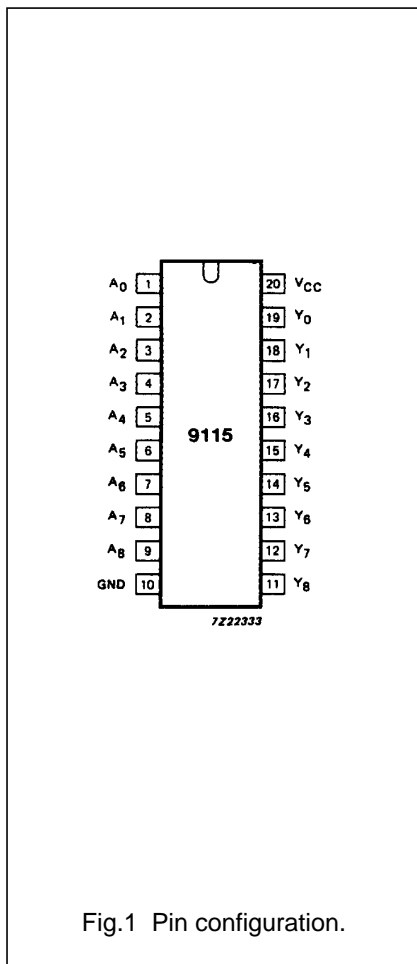 A0 1 20 VCC
A1 2 19 Y0
A2 3 18 Y1
A3 4 17 Y2
A4 5 16 Y3
9115
A5 6 15 Y4
A6 7 14 Y5
A7 8 13 Y6
A8 9 12 Y7
GND 10 11 Y8
7Z22333
Fig.1 Pin configuration.